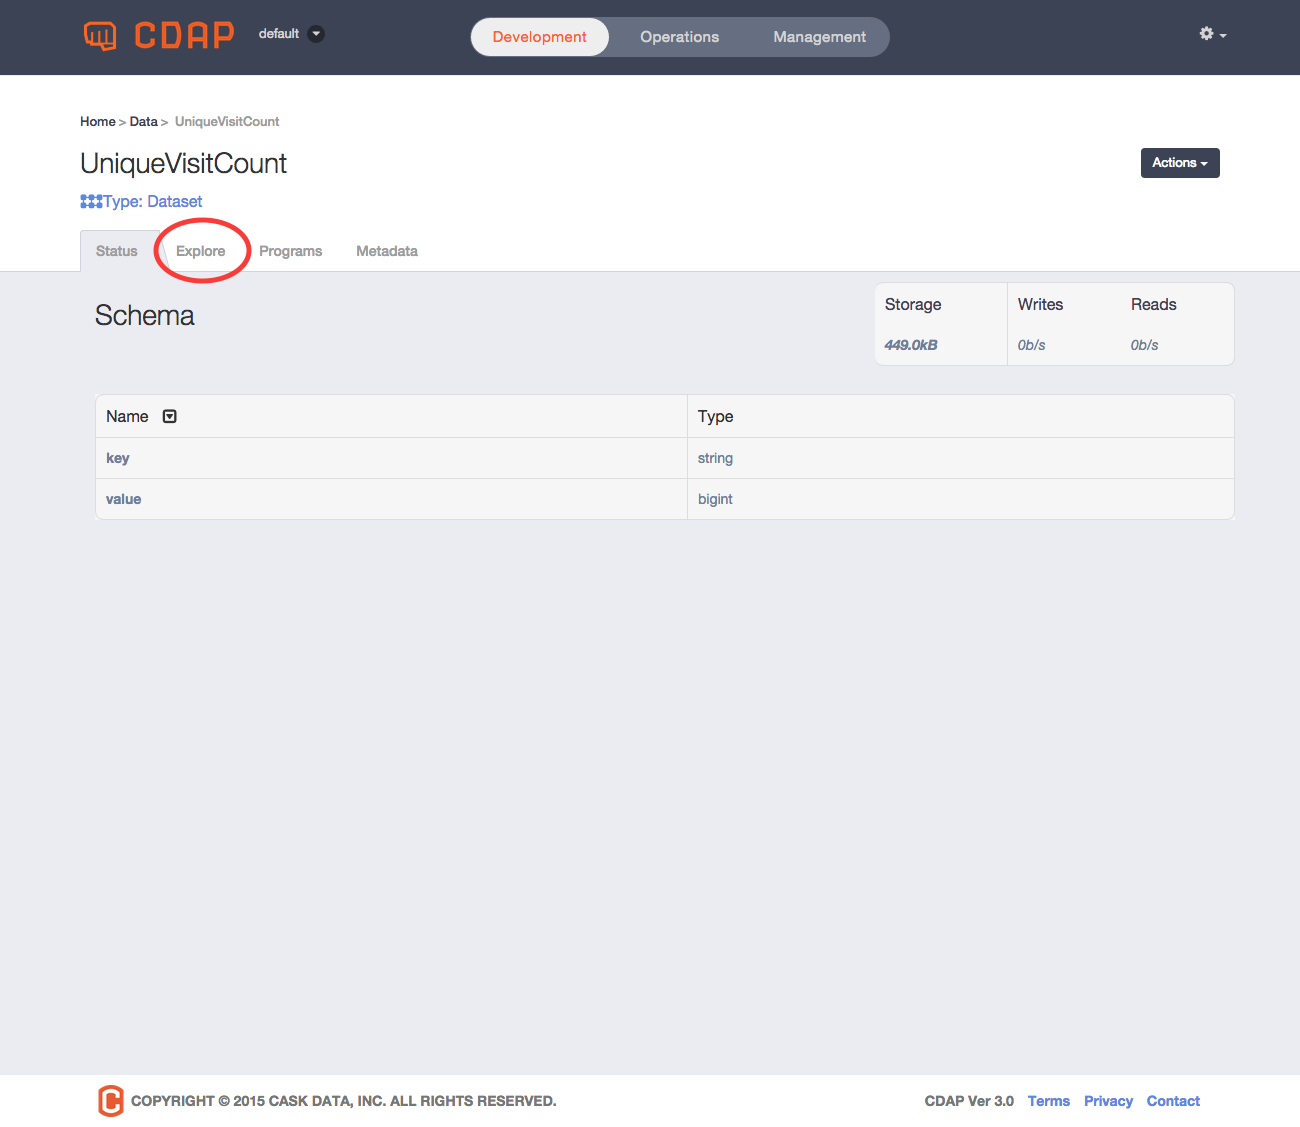 CDAP default Development Operations Management
Home > Data > UniqueVisitCount
UniqueVisitCount
Actions
Type: Dataset
Status Explore Programs Metadata
Schema
Storage Writes Reads
449.0kB 0b/s 0b/s
Name Type
key string
value bigint
COPYRIGHT © 2015 CASK DATA, INC. ALL RIGHTS RESERVED. CDAP Ver 3.0 Terms Privacy Contact